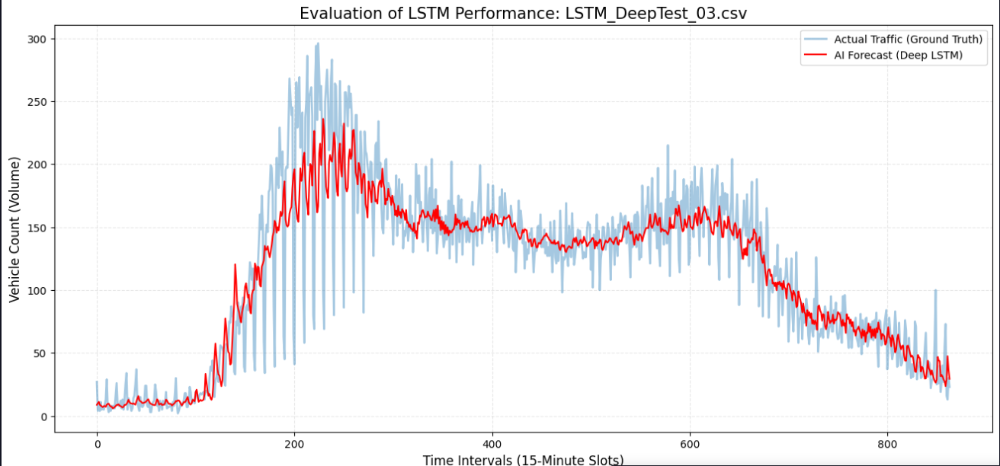 Evaluation of LSTM Performance: LSTM_DeepTest_03.csv
Actual Traffic (Ground Truth)
AI Forecast (Deep LSTM)
Vehicle Count (Volume)
300
250
200
150
100
50
0
0 200 400 600 800
Time Intervals (15-Minute Slots)